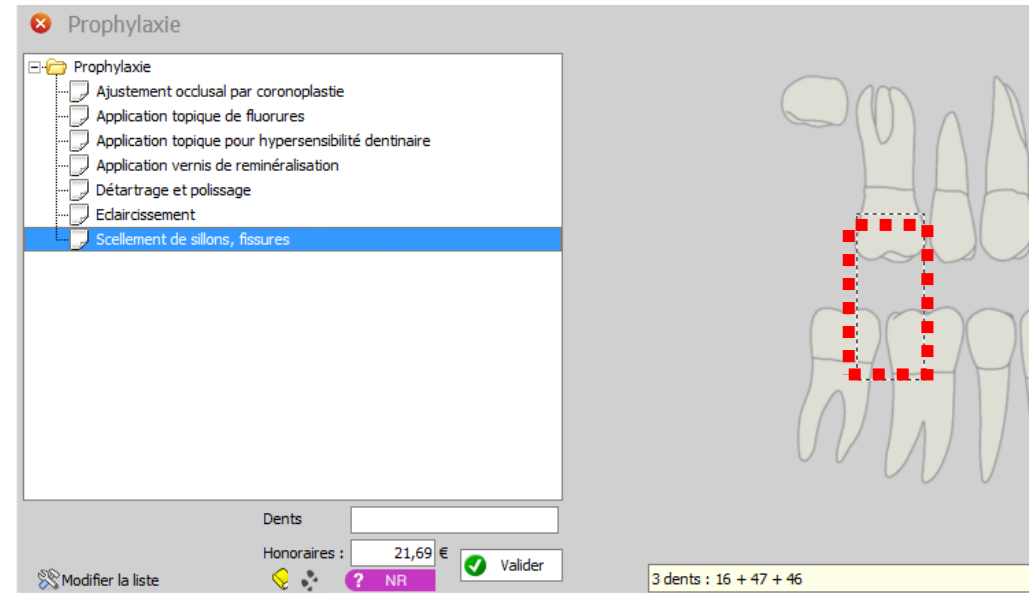 Prophylaxie
Prophylaxie
Ajustement occlusal par coronoplastie
Application topique de fluorures
Application topique pour hypersensibilité dentinaire
Application vernis de reminéralisation
Détartrage et polissage
Eclaircissement
Scellement de sillons, fissures
Dents
Honoraires : 21,69 €
Valider
Modifier la liste
? NR
3 dents : 16 + 47 + 46